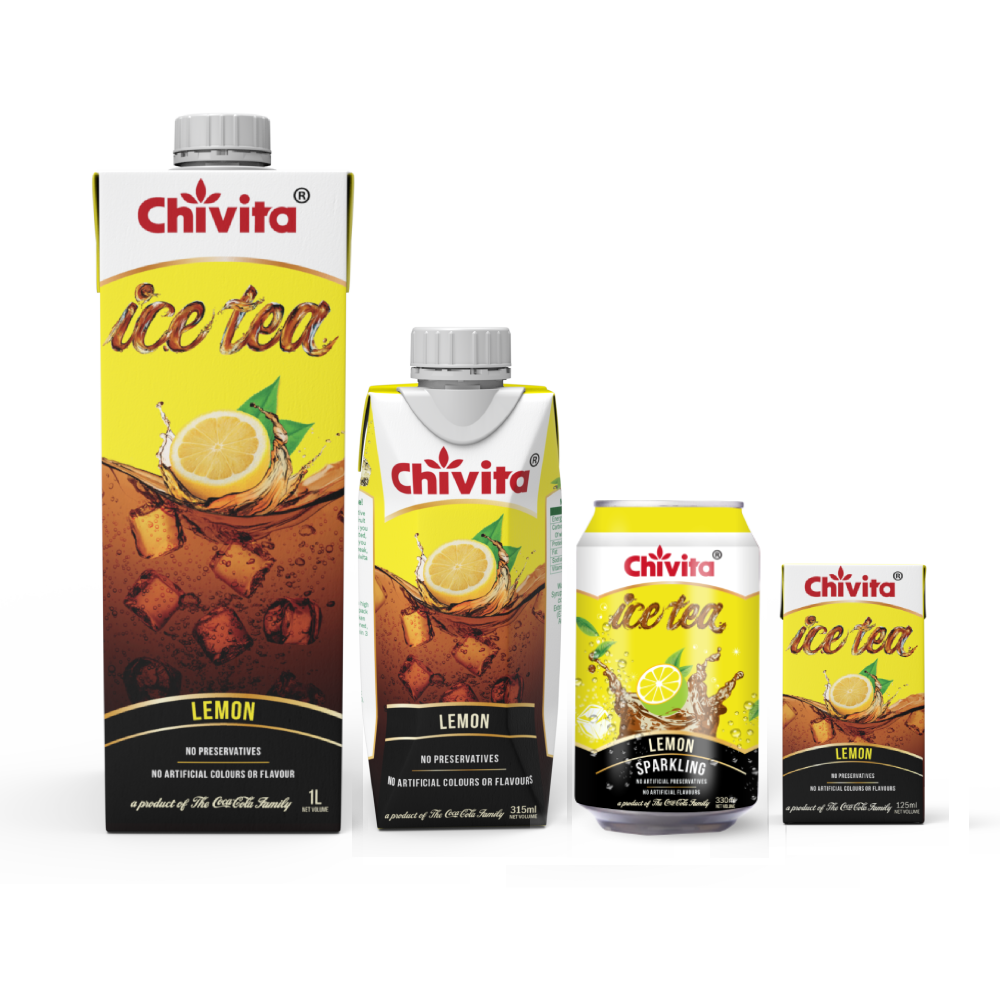 Chivita®
ice tea
LEMON
NO PRESERVATIVES
NO ARTIFICIAL COLOURS OR FLAVOUR
a product of The Coca-Cola Family
1L
NET VOLUME
Chivita®
LEMON
NO PRESERVATIVES
NO ARTIFICIAL COLOURS OR FLAVOURS
a product of The Coca-Cola Family
315ml
NET VOLUME
Chivita®
ice tea
LEMON
SPARKLING
NO ARTIFICIAL PRESERVATIVES
NO ARTIFICIAL FLAVOURS
a product of The Coca-Cola Family
330ml
NET VOLUME
Chivita®
ice tea
LEMON
NO PRESERVATIVES
NO ARTIFICIAL COLOURS OR FLAVOURS
a product of The Coca-Cola Family
125ml
NET VOLUME